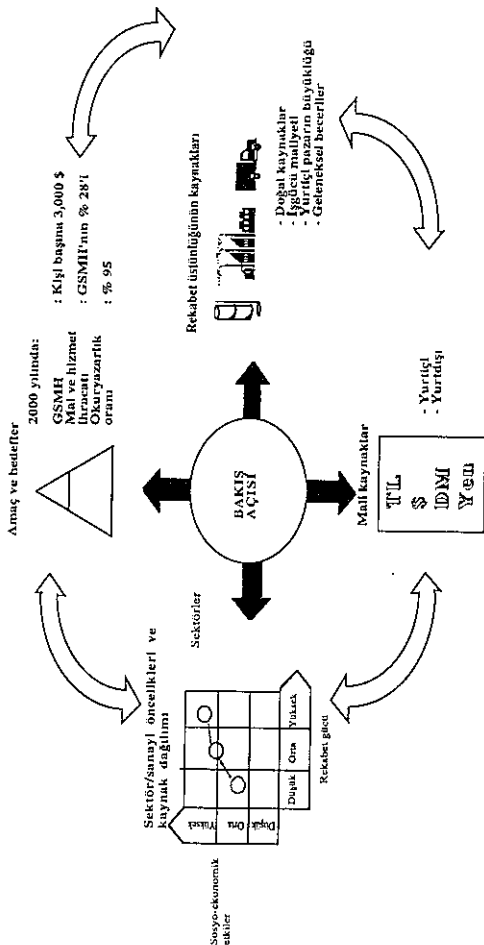 Amaç ve hedefler
2000 yılında:
GSMH : Kişi başına 3,000 $
Mal ve hizmet
İhracatı : GSMH'nın % 28'i
Okuryazarlık
oranı : % 95
Sektör/sanayi öncelikleri ve
kaynak dağılımı
Sosyo-ekonomik
etkiler
Yüksek
Orta
Düşük
Düşük
Orta
Yüksek
Rekabet gücü
Sektörler
BAKIŞ
AÇISI
Rekabet üstünlüğünün kaynakları
- Doğal kaynaklar
- İşgücü maliyeti
- Yurtiçi pazarın büyüklüğü
- Geleneksel beceriler
Mali kaynaklar
TL
$
DM
Yen
- Yurtiçi
- Yurtdışı